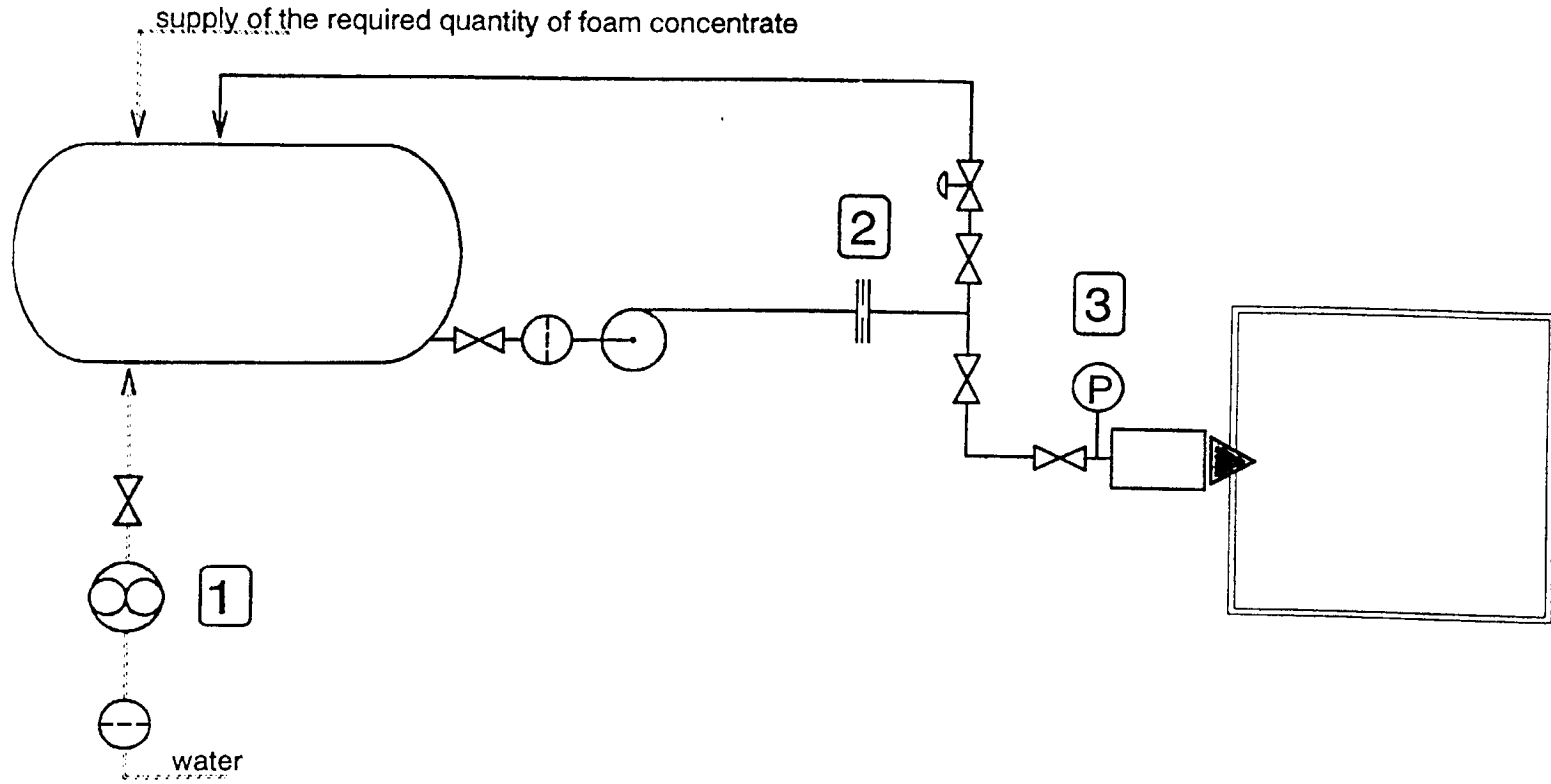 supply of the required quantity of foam concentrate
2
3
P
1
water